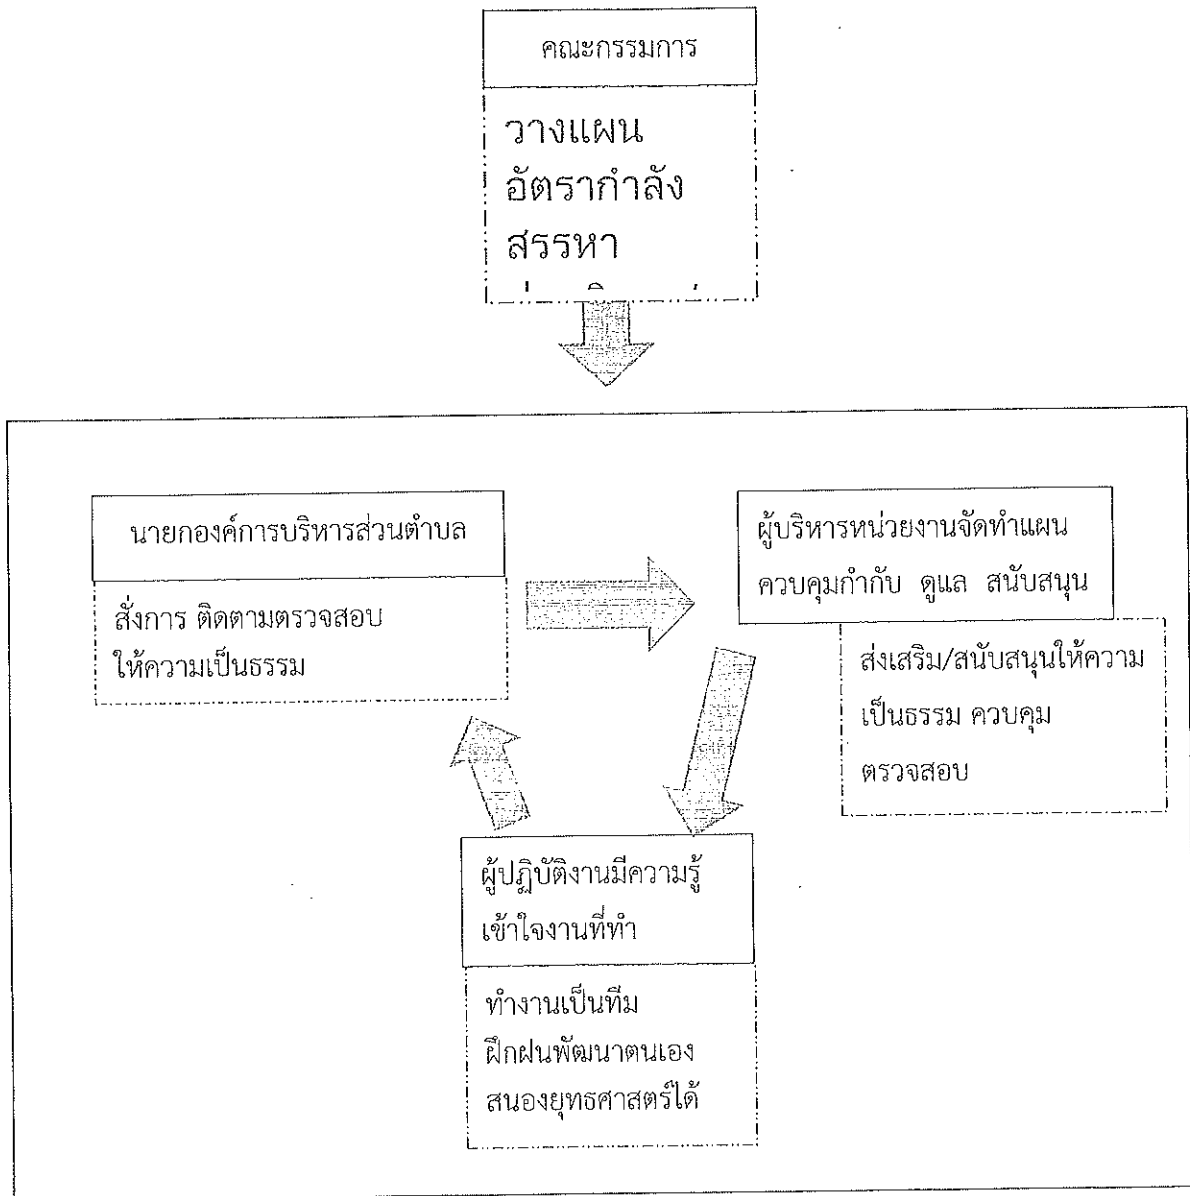 คณะกรรมการ
วางแผน
อัตรากำลัง
สรรหา
นายกองค์การบริหารส่วนตำบล
สั่งการ ติดตามตรวจสอบ
ให้ความเป็นธรรม
ผู้บริหารหน่วยงานจัดทำแผน
ควบคุมกำกับ ดูแล สนับสนุน
ส่งเสริม/สนับสนุนให้ความ
เป็นธรรม ควบคุม
ตรวจสอบ
ผู้ปฏิบัติงานมีความรู้
เข้าใจงานที่ทำ
ทำงานเป็นทีม
ฝึกฝนพัฒนาตนเอง
สนองยุทธศาสตร์ได้